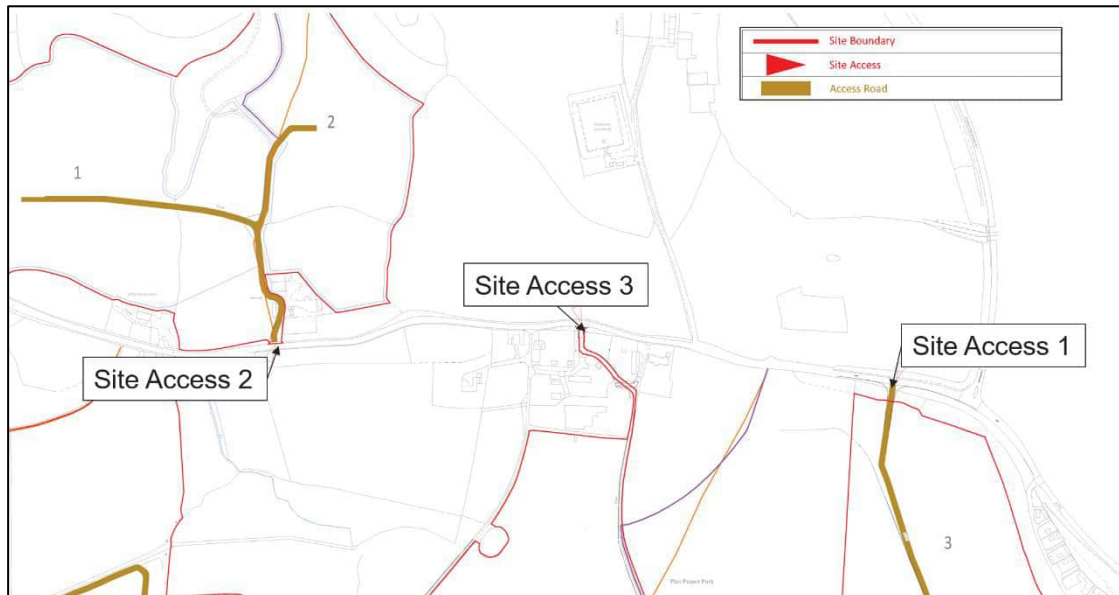 Site Boundary
Site Access
Access Road
2
1
Site Access 3
Site Access 1
Site Access 2
3